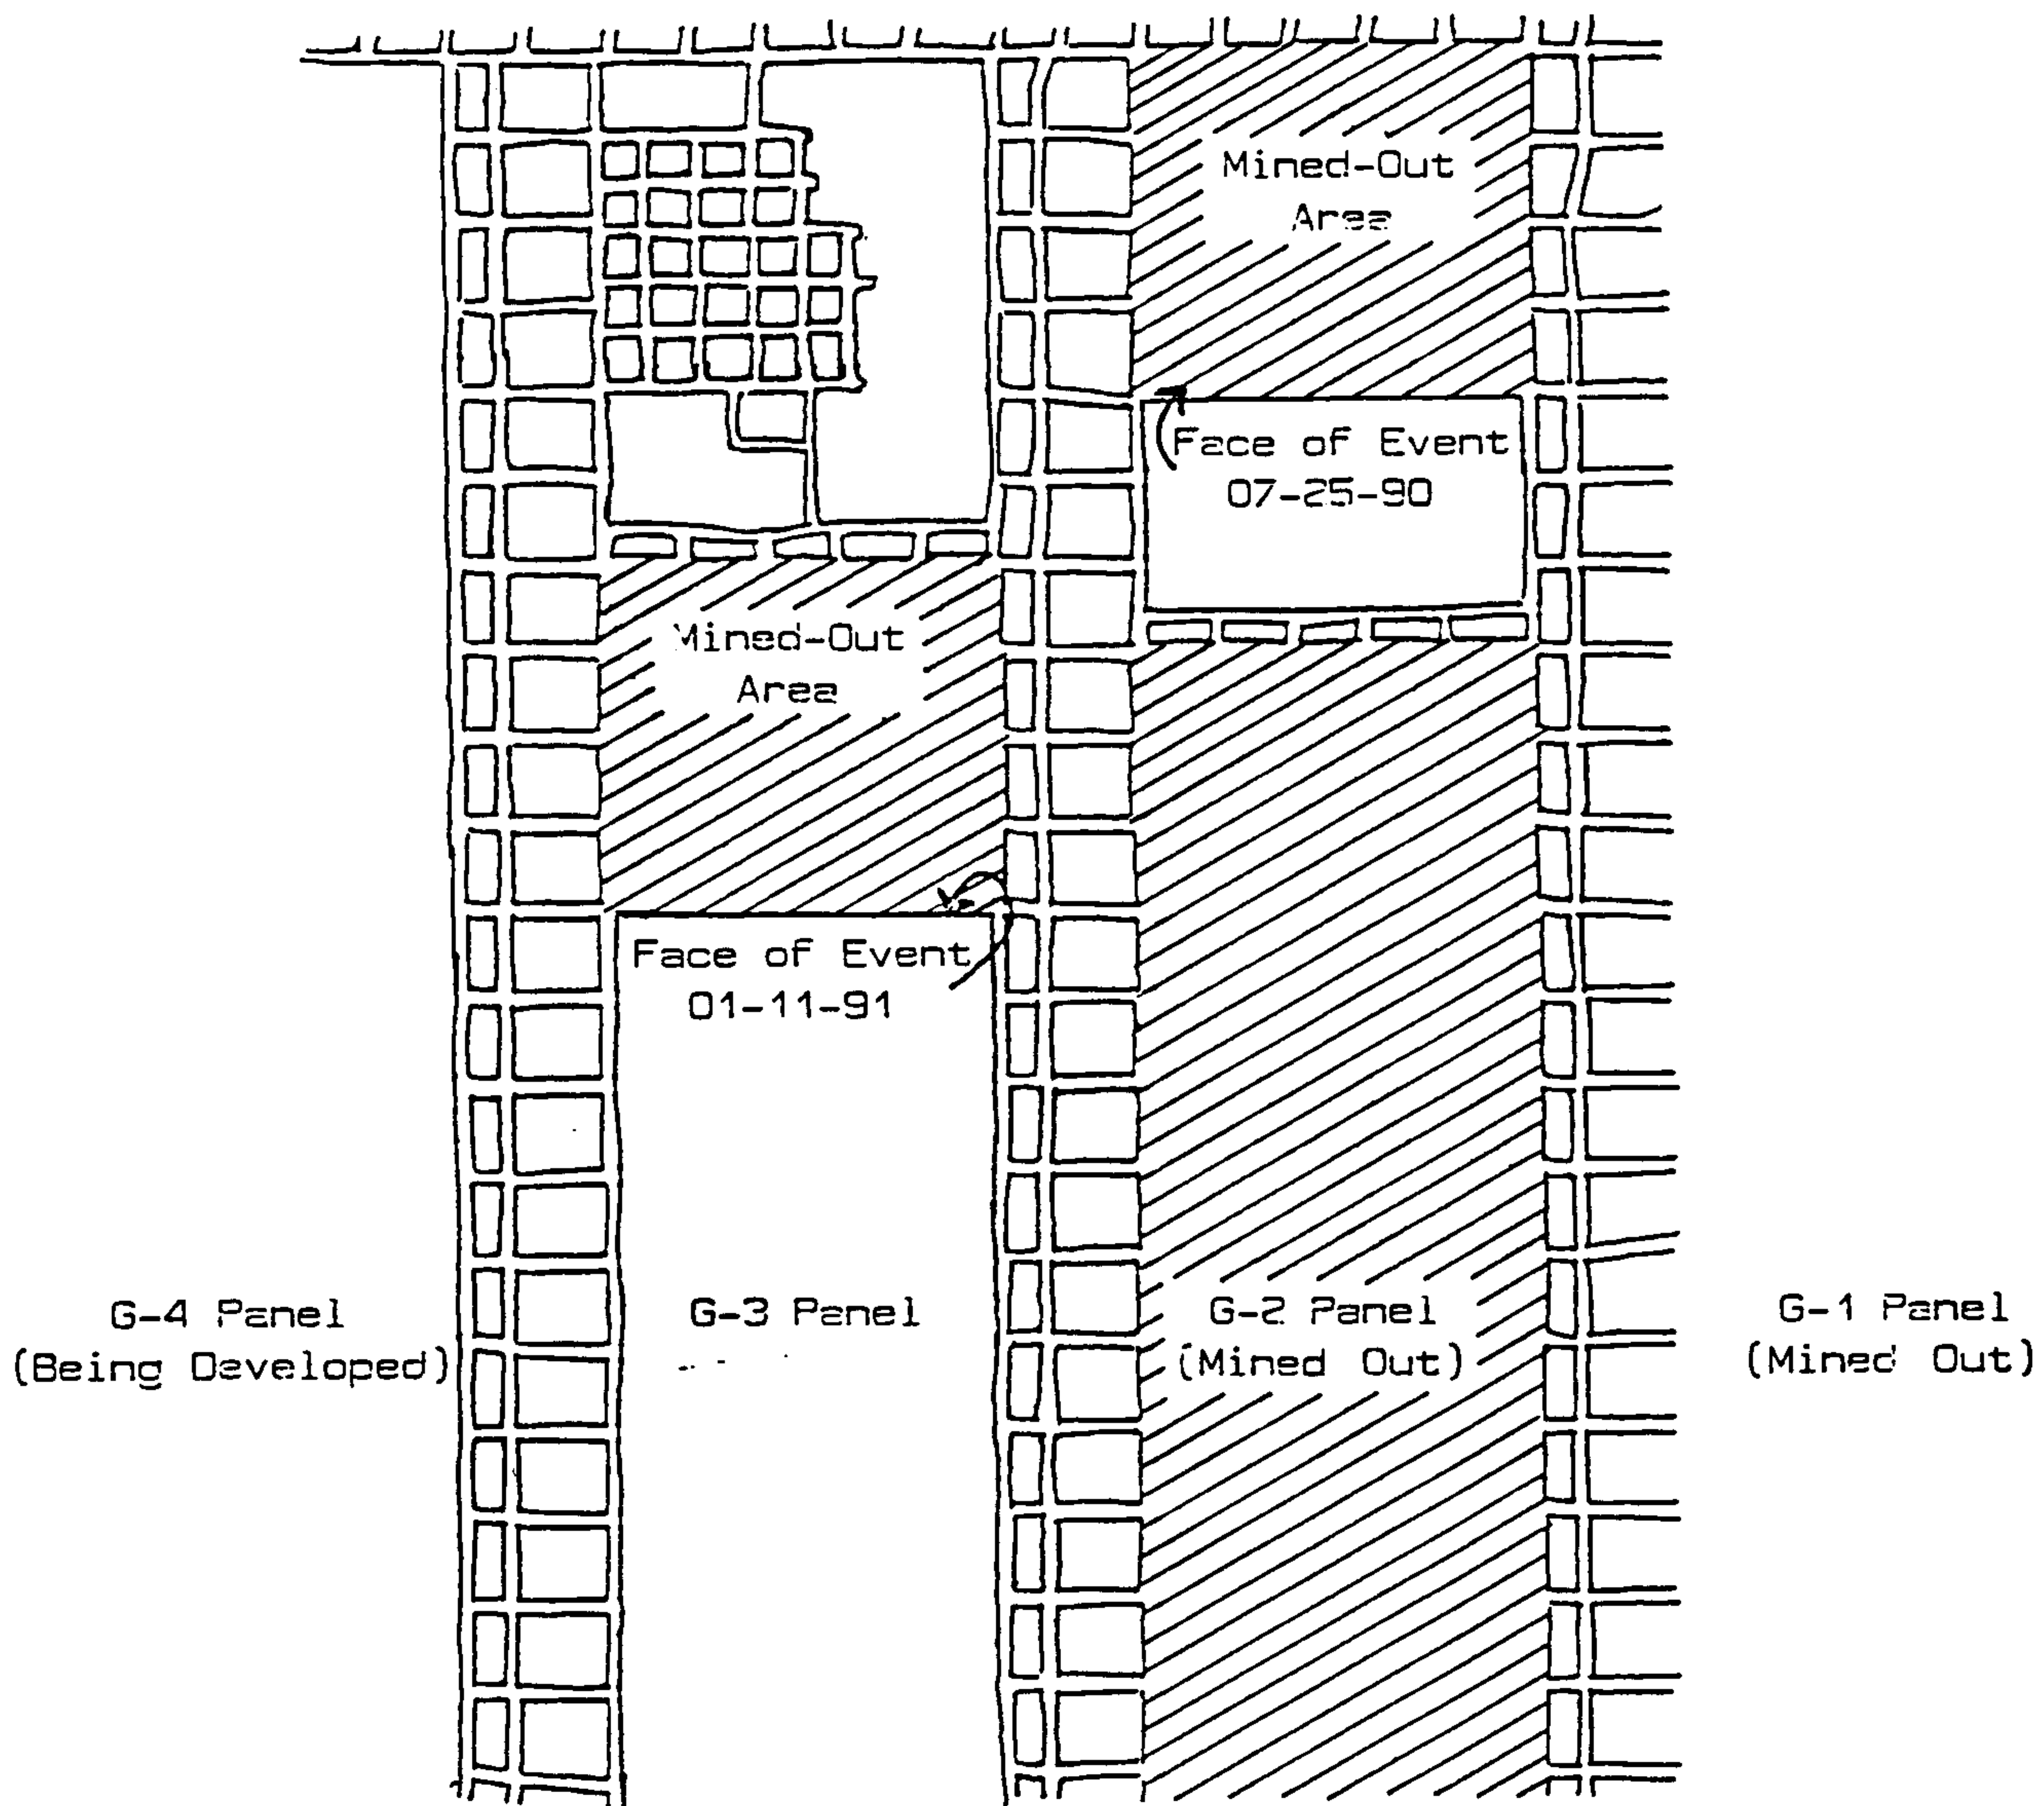 Mined-Out
Area
Face of Event
07-25-90
Mined-Out
Area
Face of Event
01-11-91
G-4 Panel
(Being Developed)
G-3 Panel
G-2 Panel
(Mined Out)
G-1 Panel
(Mined Out)